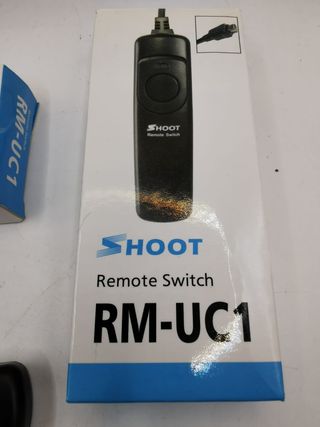 SHOOT
Remote Switch
SHOOT
Remote Switch
RM-UC1
RM-UC1